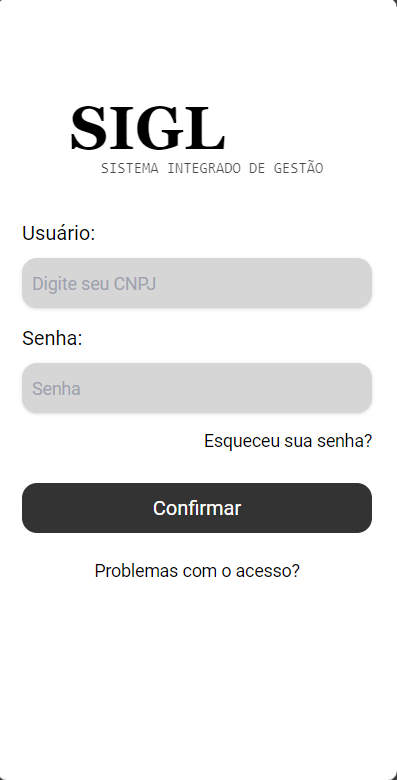 SIGL
SISTEMA INTEGRADO DE GESTÃO
Usuário:
Digite seu CNPJ
Senha:
Senha
Esqueceu sua senha?
Confirmar
Problemas com o acesso?